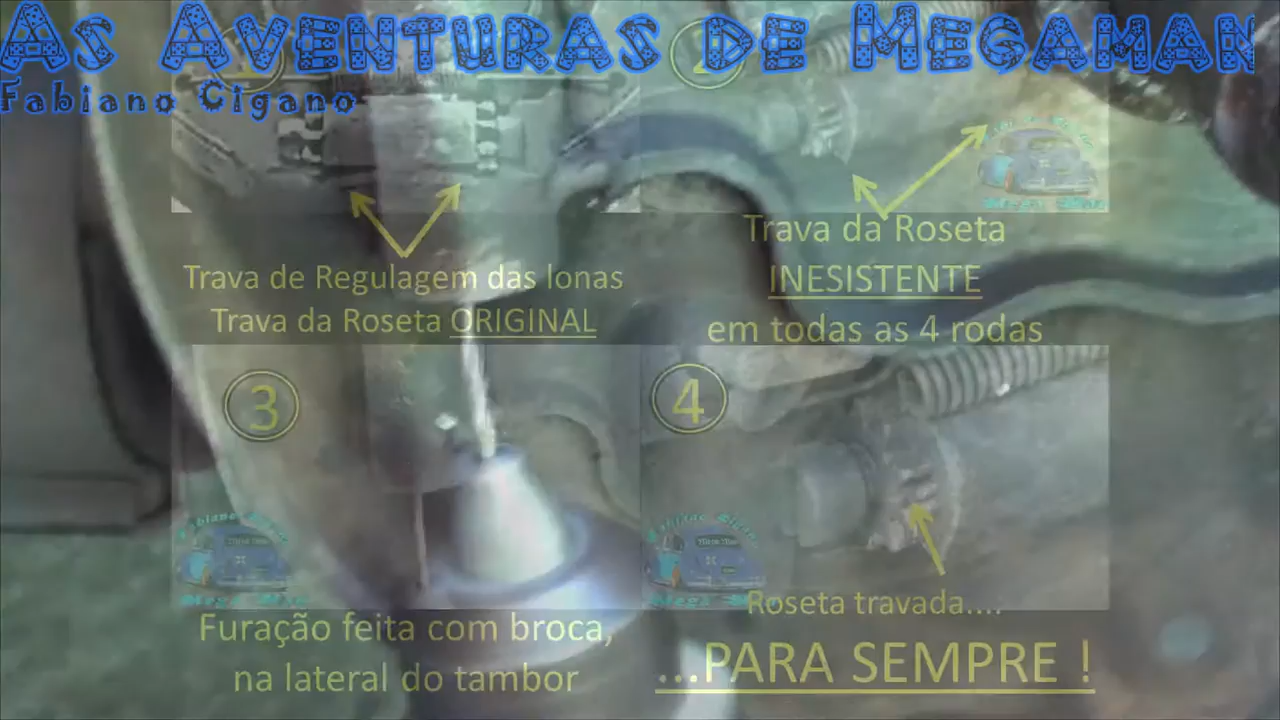 As Aventuras de Megaman
Fabiano Cigano
1
2
Trava de Regulagem das lonas
Trava da Roseta ORIGINAL
Trava da Roseta
INESISTENTE
em todas as 4 rodas
3
4
Furação feita com broca,
na lateral do tambor
Roseta travada....
...PARA SEMPRE !